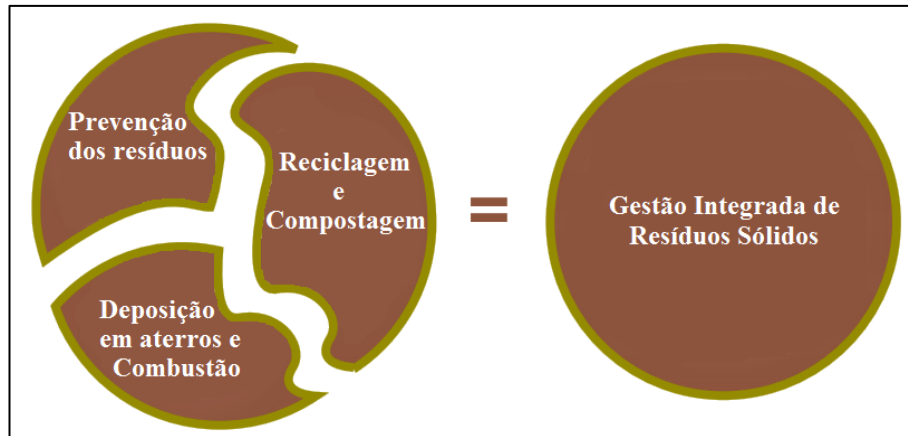 Prevenção
dos resíduos
Reciclagem
e
Compostagem
Deposição
em aterros e
Combustão
=
Gestão Integrada de
Resíduos Sólidos